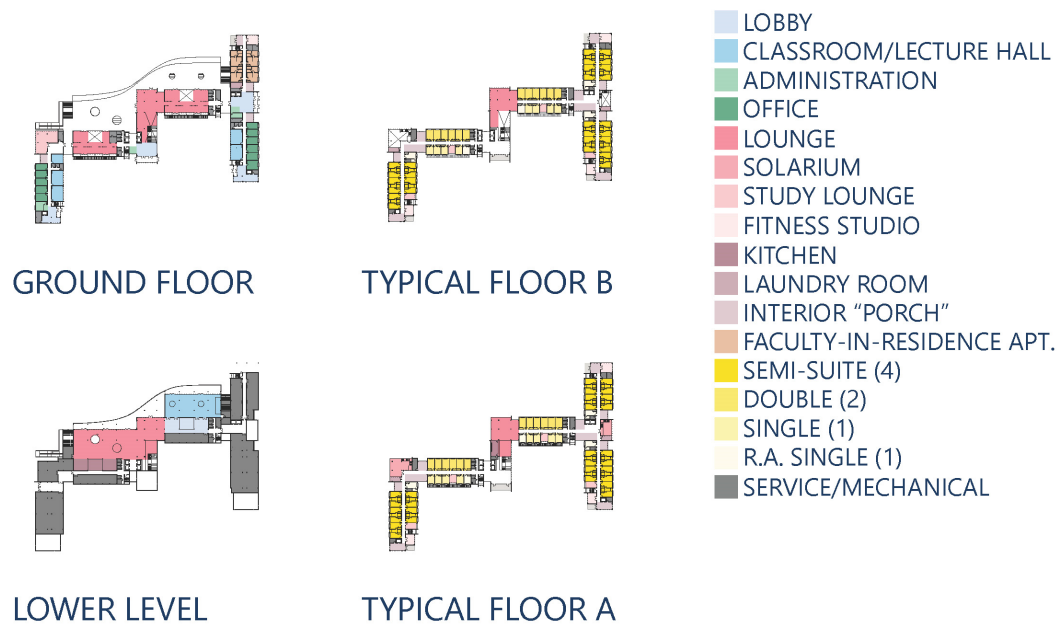 GROUND FLOOR
TYPICAL FLOOR B
LOWER LEVEL
TYPICAL FLOOR A
LOBBY
CLASSROOM/LECTURE HALL
ADMINISTRATION
OFFICE
LOUNGE
SOLARIUM
STUDY LOUNGE
FITNESS STUDIO
KITCHEN
LAUNDRY ROOM
INTERIOR “PORCH”
FACULTY-IN-RESIDENCE APT.
SEMI-SUITE (4)
DOUBLE (2)
SINGLE (1)
R.A. SINGLE (1)
SERVICE/MECHANICAL